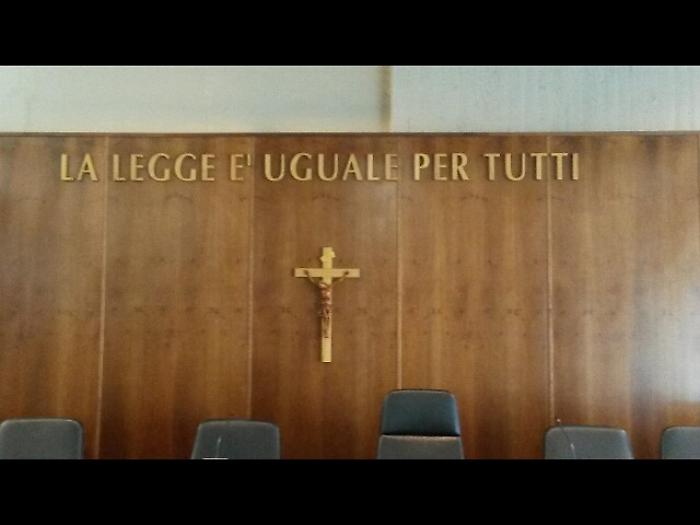 LA LEGGE E' UGUALE PER TUTTI